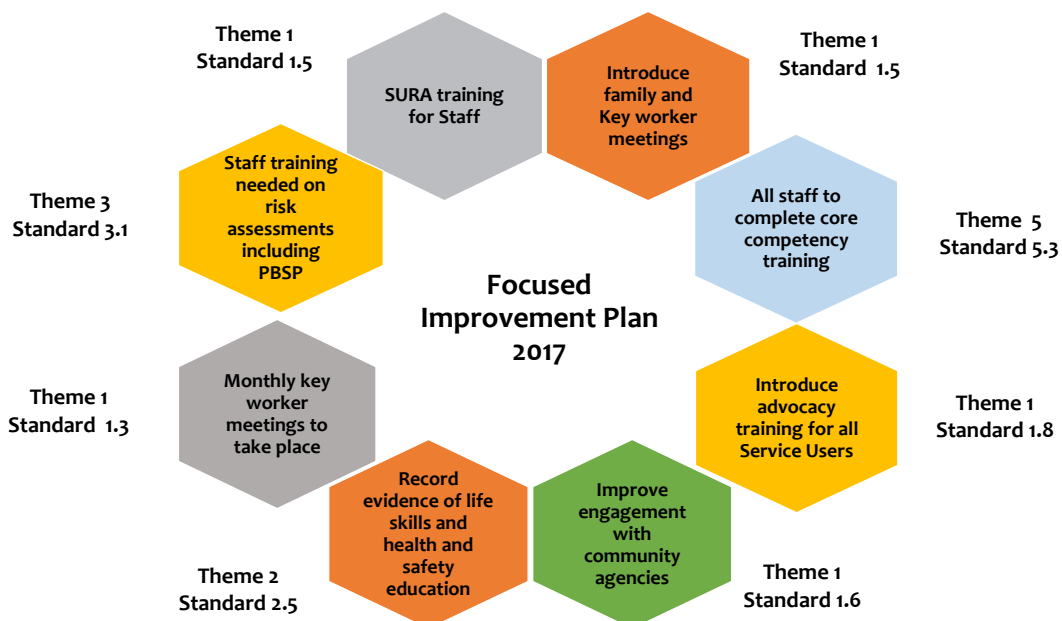 Theme 1
Standard 1.5
SURA training
for Staff
Introduce
family and
Key worker
meetings
Theme 1
Standard 1.5
Theme 3
Standard 3.1
Staff training
needed on
risk
assessments
including
PBSP
All staff to
complete core
competency
training
Theme 5
Standard 5.3
Focused
Improvement Plan
2017
Theme 1
Standard 1.3
Monthly key
worker
meetings to
take place
Introduce
advocacy
training for all
Service Users
Theme 1
Standard 1.8
Theme 2
Standard 2.5
Record
evidence of life
skills and
health and
safety
education
Improve
engagement
with
community
agencies
Theme 1
Standard 1.6